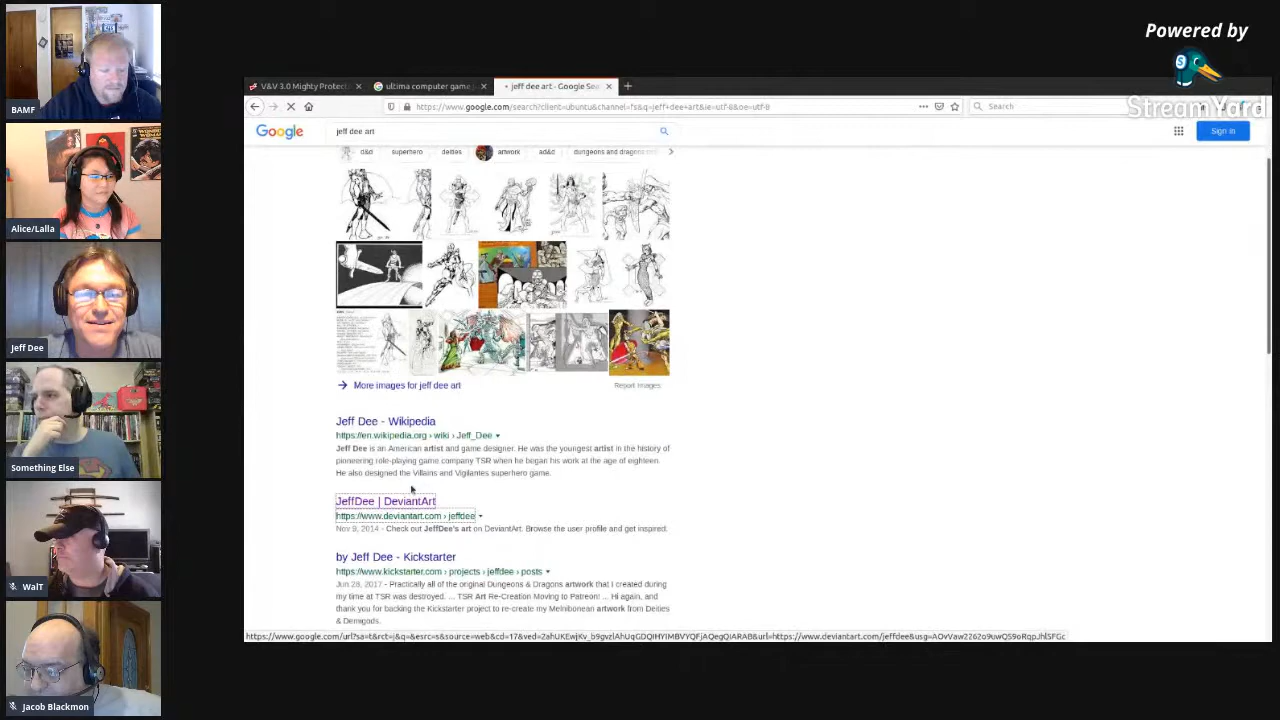 Powered by
StreamYard
BAMF
Alice/Lalla
Jeff Dee
Something Else
WalT
Jacob Blackmon
V&V 3.0 Mighty Protect
ultima computer game
jeff dee art - Google Sea
https://www.google.com/search?client=ubuntu&channel=fs&q=jeff+dee+art&ie=utf-8&oe=utf-8
Search
Google
jeff dee art
Sign in
d&d superhero deities artwork ad&d dungeons and dragons
More images for jeff dee art
Report images
Jeff Dee - Wikipedia
https://en.wikipedia.org › wiki › Jeff_Dee
Jeff Dee is an American artist and game designer. He was the youngest artist in the history of
pioneering role-playing game company TSR when he began his work at the age of eighteen.
He also designed the Villains and Vigilantes superhero game.
JeffDee | DeviantArt
https://www.deviantart.com › jeffdee
Nov 9, 2014 - Check out JeffDee's art on DeviantArt. Browse the user profile and get inspired.
by Jeff Dee - Kickstarter
https://www.kickstarter.com › projects › jeffdee › posts
Jun 28, 2017 - Practically all of the original Dungeons & Dragons artwork that I created during
my time at TSR was destroyed. ... TSR Art Re-Creation Moving to Patreon! ... Hi again, and
thank you for backing the Kickstarter project to re-create my Melnibonean artwork from Deities
& Demigods.